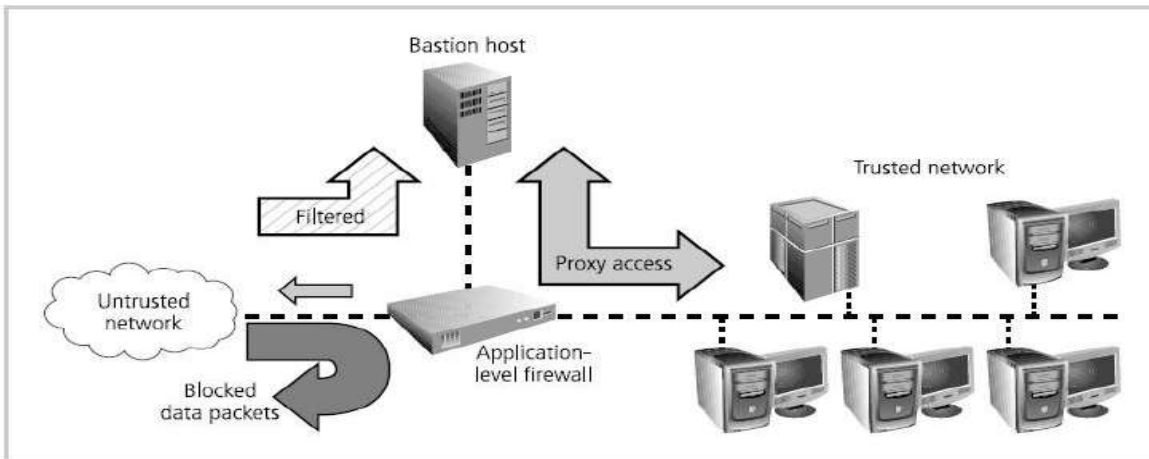 Bastion host
Trusted network
Filtered
Proxy access
Untrusted
network
Application-
level firewall
Blocked
data packets